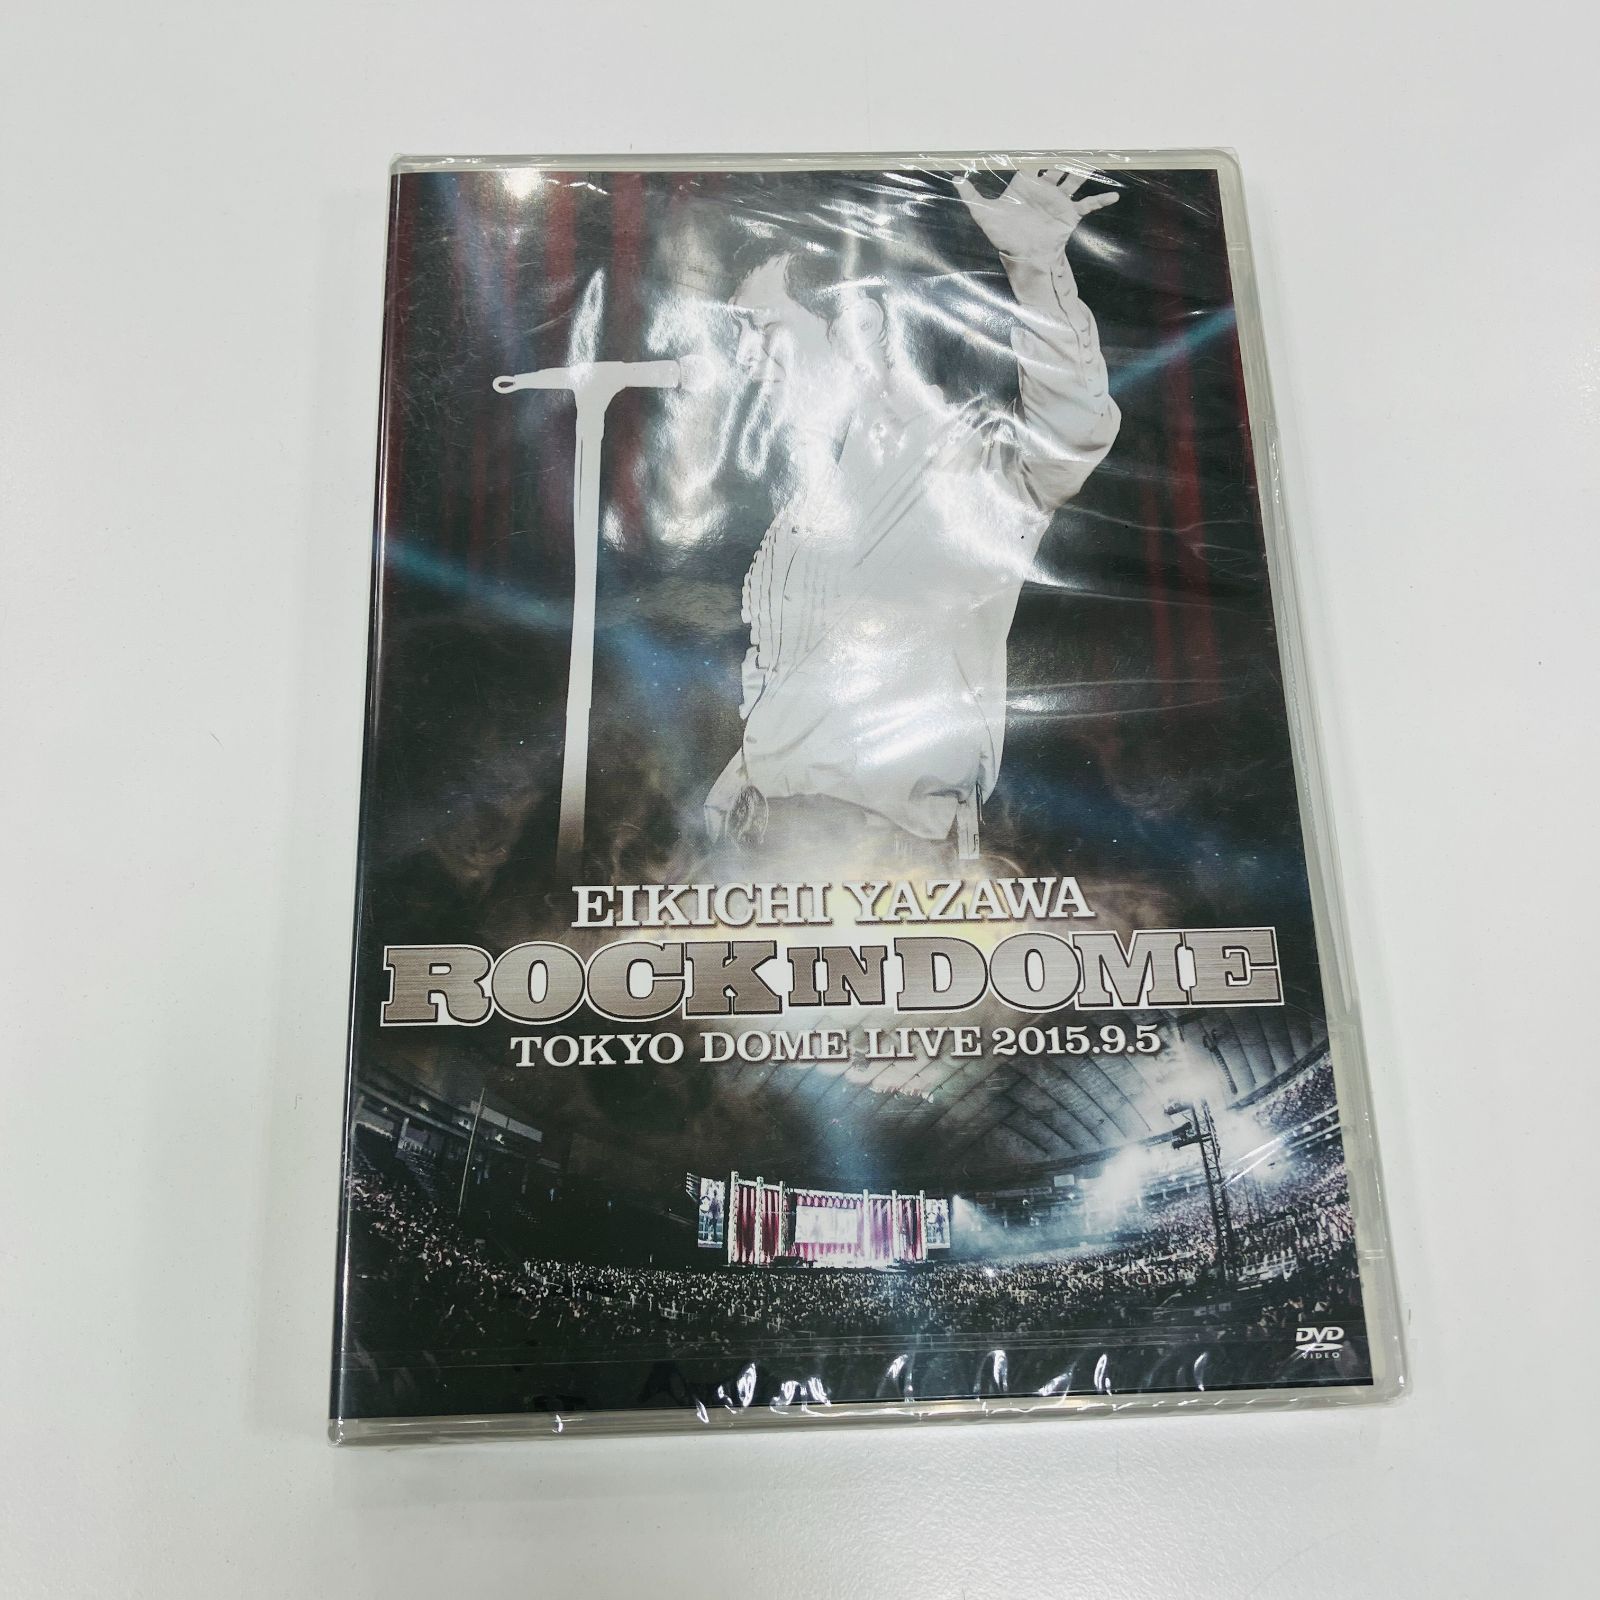 EIKICHI YAZAWA
ROCK IN DOME
TOKYO DOME LIVE 2015.9.5
DVD
VIDEO